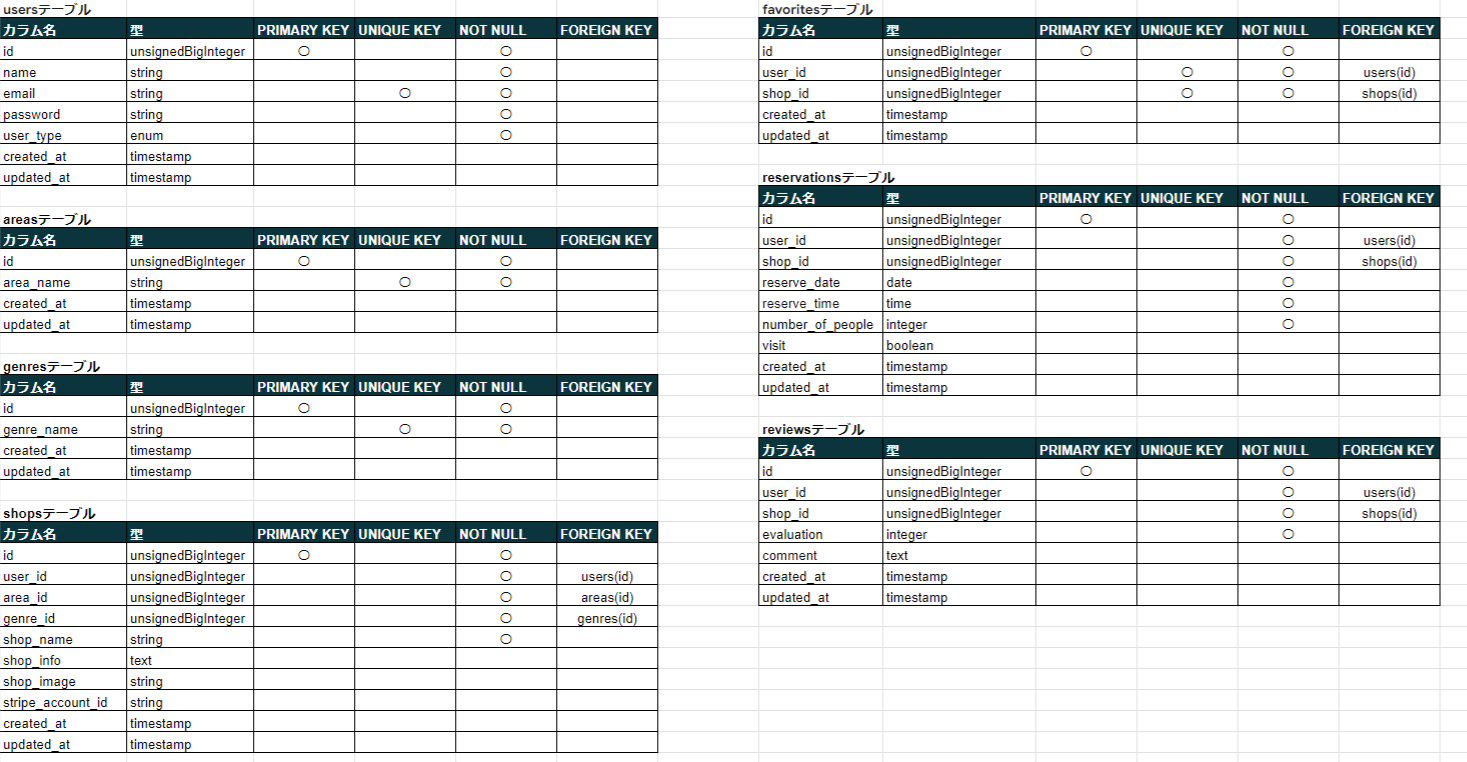 usersテーブル
カラム名 型 PRIMARY KEY UNIQUE KEY NOT NULL FOREIGN KEY
id unsignedBigInteger ○ ○
name string ○
email string ○ ○
password string ○
user_type enum ○
created_at timestamp
updated_at timestamp
areasテーブル
カラム名 型 PRIMARY KEY UNIQUE KEY NOT NULL FOREIGN KEY
id unsignedBigInteger ○ ○
area_name string ○ ○
created_at timestamp
updated_at timestamp
genresテーブル
カラム名 型 PRIMARY KEY UNIQUE KEY NOT NULL FOREIGN KEY
id unsignedBigInteger ○ ○
genre_name string ○ ○
created_at timestamp
updated_at timestamp
shopsテーブル
カラム名 型 PRIMARY KEY UNIQUE KEY NOT NULL FOREIGN KEY
id unsignedBigInteger ○ ○
user_id unsignedBigInteger ○ users(id)
area_id unsignedBigInteger ○ areas(id)
genre_id unsignedBigInteger ○ genres(id)
shop_name string ○
shop_info text
shop_image string
stripe_account_id string
created_at timestamp
updated_at timestamp
favoritesテーブル
カラム名 型 PRIMARY KEY UNIQUE KEY NOT NULL FOREIGN KEY
id unsignedBigInteger ○ ○
user_id unsignedBigInteger ○ ○ users(id)
shop_id unsignedBigInteger ○ ○ shops(id)
created_at timestamp
updated_at timestamp
reservationsテーブル
カラム名 型 PRIMARY KEY UNIQUE KEY NOT NULL FOREIGN KEY
id unsignedBigInteger ○ ○
user_id unsignedBigInteger ○ users(id)
shop_id unsignedBigInteger ○ shops(id)
reserve_date date ○
reserve_time time ○
number_of_people integer ○
visit boolean
created_at timestamp
updated_at timestamp
reviewsテーブル
カラム名 型 PRIMARY KEY UNIQUE KEY NOT NULL FOREIGN KEY
id unsignedBigInteger ○ ○
user_id unsignedBigInteger ○ users(id)
shop_id unsignedBigInteger ○ shops(id)
evaluation integer ○
comment text
created_at timestamp
updated_at timestamp